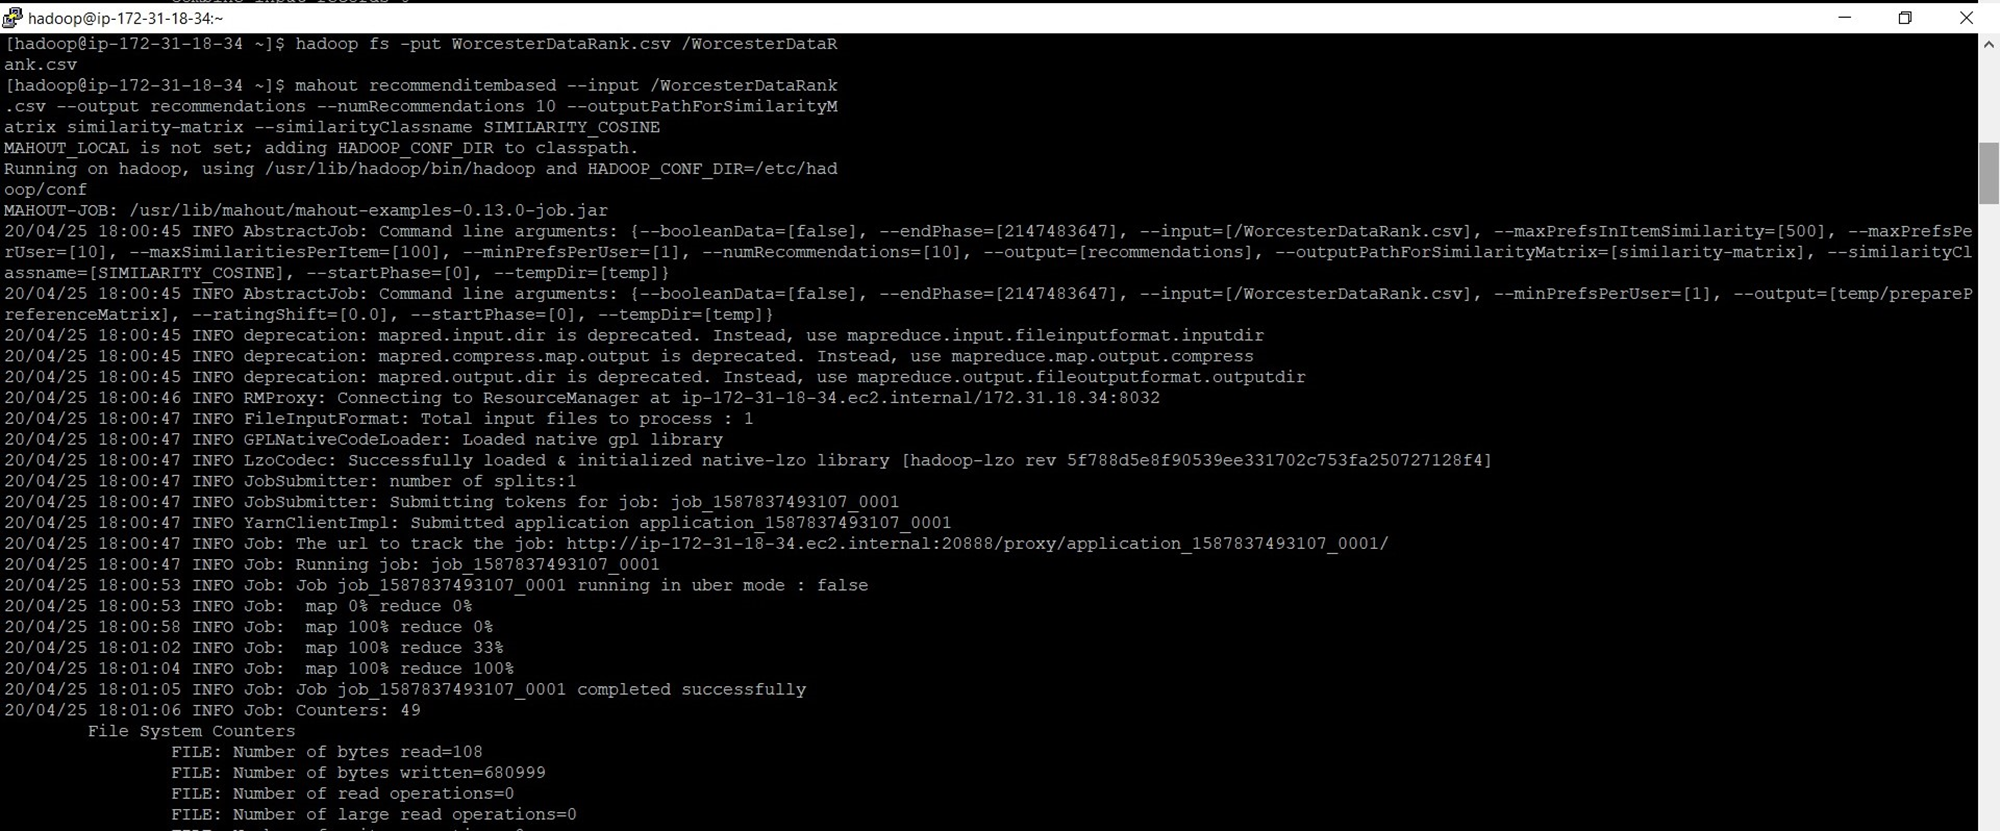 hadoop@ip-172-31-18-34:~
[hadoop@ip-172-31-18-34 ~]$ hadoop fs -put WorcesterDataRank.csv /WorcesterDataR
ank.csv
[hadoop@ip-172-31-18-34 ~]$ mahout recommenditembased --input /WorcesterDataRank
.csv --output recommendations --numRecommendations 10 --outputPathForSimilarityM
atrix similarity-matrix --similarityClassname SIMILARITY_COSINE
MAHOUT_LOCAL is not set; adding HADOOP_CONF_DIR to classpath.
Running on hadoop, using /usr/lib/hadoop/bin/hadoop and HADOOP_CONF_DIR=/etc/had
oop/conf
MAHOUT-JOB: /usr/lib/mahout/mahout-examples-0.13.0-job.jar
20/04/25 18:00:45 INFO AbstractJob: Command line arguments: {--booleanData=[false], --endPhase=[2147483647], --input=[/WorcesterDataRank.csv], --maxPrefsInItemSimilarity=[500], --maxPrefsPe
rUser=[10], --maxSimilaritiesPerItem=[100], --minPrefsPerUser=[1], --numRecommendations=[10], --output=[recommendations], --outputPathForSimilarityMatrix=[similarity-matrix], --similarityCl
assname=[SIMILARITY_COSINE], --startPhase=[0], --tempDir=[temp]}
20/04/25 18:00:45 INFO AbstractJob: Command line arguments: {--booleanData=[false], --endPhase=[2147483647], --input=[/WorcesterDataRank.csv], --minPrefsPerUser=[1], --output=[temp/prepareP
referenceMatrix], --ratingShift=[0.0], --startPhase=[0], --tempDir=[temp]}
20/04/25 18:00:45 INFO deprecation: mapred.input.dir is deprecated. Instead, use mapreduce.input.fileinputformat.inputdir
20/04/25 18:00:45 INFO deprecation: mapred.compress.map.output is deprecated. Instead, use mapreduce.map.output.compress
20/04/25 18:00:45 INFO deprecation: mapred.output.dir is deprecated. Instead, use mapreduce.output.fileoutputformat.outputdir
20/04/25 18:00:46 INFO RMProxy: Connecting to ResourceManager at ip-172-31-18-34.ec2.internal/172.31.18.34:8032
20/04/25 18:00:47 INFO FileInputFormat: Total input files to process : 1
20/04/25 18:00:47 INFO GPLNativeCodeLoader: Loaded native gpl library
20/04/25 18:00:47 INFO LzoCodec: Successfully loaded & initialized native-lzo library [hadoop-lzo rev 5f788d5e8f90539ee331702c753fa250727128f4]
20/04/25 18:00:47 INFO JobSubmitter: number of splits:1
20/04/25 18:00:47 INFO JobSubmitter: Submitting tokens for job: job_1587837493107_0001
20/04/25 18:00:47 INFO YarnClientImpl: Submitted application application_1587837493107_0001
20/04/25 18:00:47 INFO Job: The url to track the job: http://ip-172-31-18-34.ec2.internal:20888/proxy/application_1587837493107_0001/
20/04/25 18:00:47 INFO Job: Running job: job_1587837493107_0001
20/04/25 18:00:53 INFO Job: Job job_1587837493107_0001 running in uber mode : false
20/04/25 18:00:53 INFO Job:  map 0% reduce 0%
20/04/25 18:00:58 INFO Job:  map 100% reduce 0%
20/04/25 18:01:02 INFO Job:  map 100% reduce 33%
20/04/25 18:01:04 INFO Job:  map 100% reduce 100%
20/04/25 18:01:05 INFO Job: Job job_1587837493107_0001 completed successfully
20/04/25 18:01:06 INFO Job: Counters: 49
File System Counters
FILE: Number of bytes read=108
FILE: Number of bytes written=680999
FILE: Number of read operations=0
FILE: Number of large read operations=0